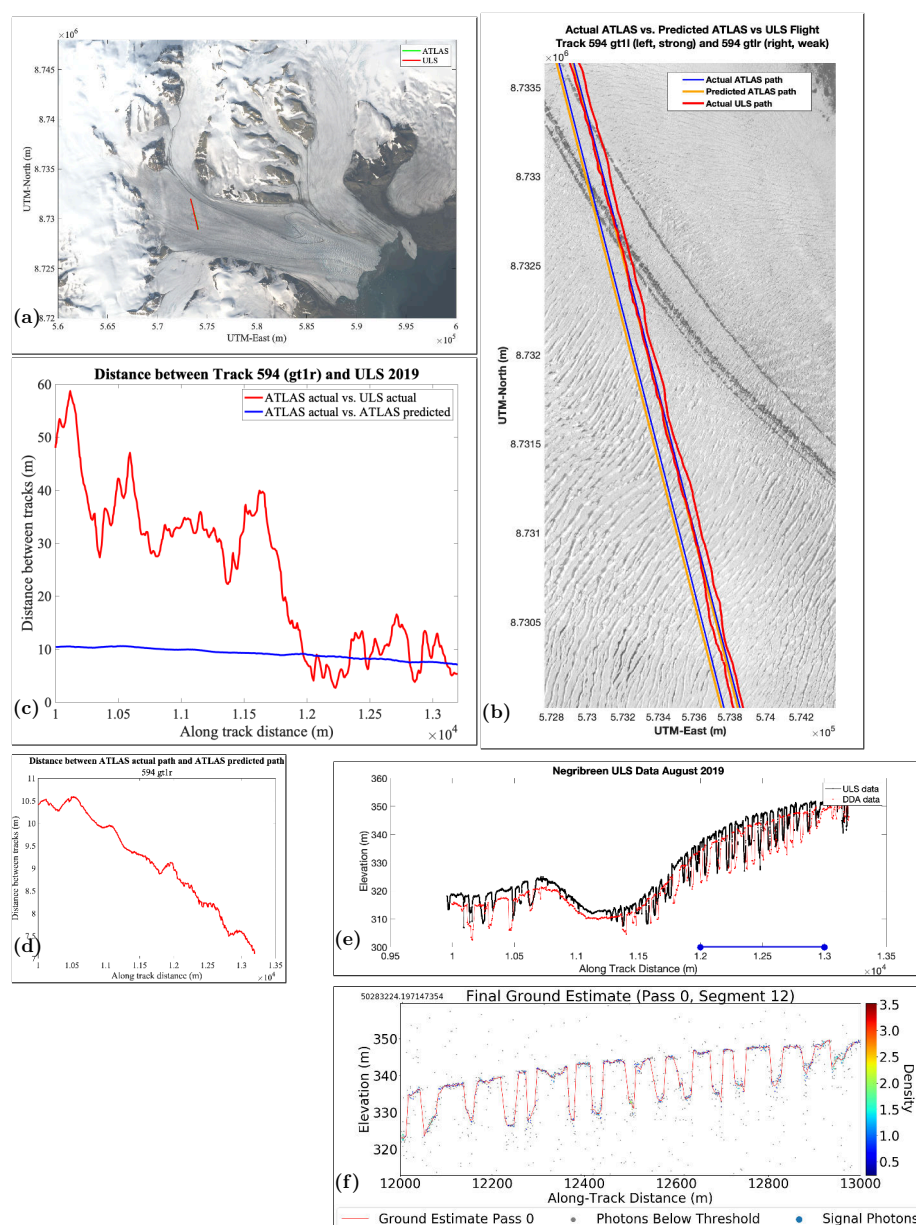 ×10⁶
8.745
8.74
8.735
8.73
8.725
8.72
UTM-North (m)
ATLAS
ULS
(a)
5.6 5.65 5.7 5.75 5.8 5.85 5.9 5.95 6
UTM-East (m)
×10⁵
Actual ATLAS vs. Predicted ATLAS vs ULS Flight
Track 594 gt1l (left, strong) and 594 gtlr (right, weak)
×10⁶
8.7335
8.733
8.7325
8.732
8.7315
8.731
8.7305
UTM-North (m)
Actual ATLAS path
Predicted ATLAS path
Actual ULS path
5.728 5.73 5.732 5.734 5.736 5.738 5.74 5.742
UTM-East (m)
×10⁵
(b)
Distance between Track 594 (gt1r) and ULS 2019
ATLAS actual vs. ULS actual
ATLAS actual vs. ATLAS predicted
60
50
40
30
20
10
0
Distance between tracks (m)
1 1.05 1.1 1.15 1.2 1.25 1.3
Along track distance (m)
×10⁴
(c)
Distance between ATLAS actual path and ATLAS predicted path
594 gt1r
11
10.5
10
9.5
9
8.5
8
7.5
7
Distance between tracks (m)
1 1.05 1.1 1.15 1.2 1.25 1.3 1.35
Along track distance (m)
×10⁴
(d)
Negribreen ULS Data August 2019
ULS data
DDA data
360
350
340
330
320
310
300
Elevation (m)
0.95 1 1.05 1.1 1.15 1.2 1.25 1.3 1.35
Along Track Distance (m)
×10⁴
(e)
50283224.197147354
Final Ground Estimate (Pass 0, Segment 12)
350
340
330
320
Elevation (m)
12000 12200 12400 12600 12800 13000
Along-Track Distance (m)
3.5
3.0
2.5
2.0
1.5
1.0
0.5
Density
(f)
Ground Estimate Pass 0
Photons Below Threshold
Signal Photons